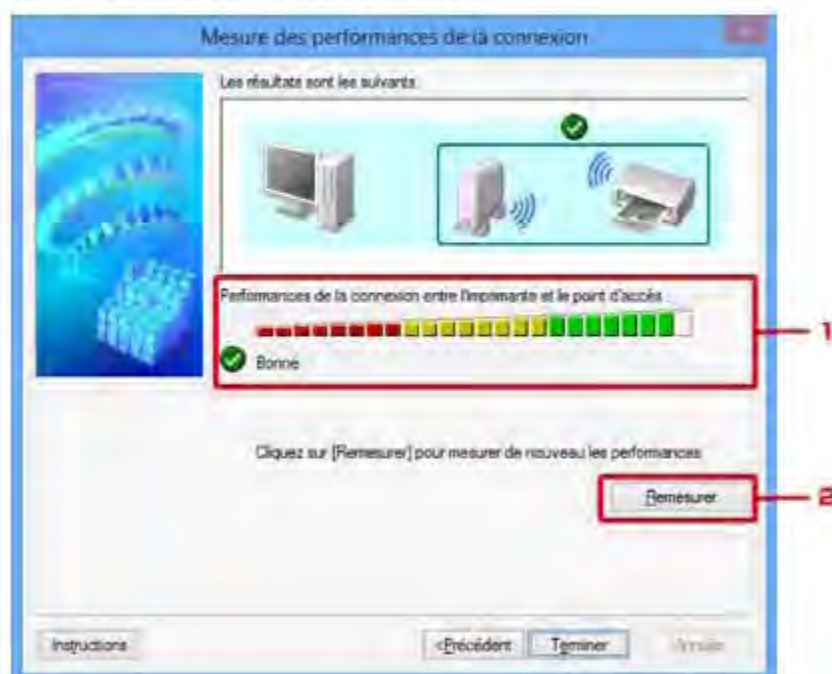 Mesure des performances de la connexion
Les résultats sont les suivants
Performances de la connexion entre l'imprimante et le point d'accès
1
Bonne
Cliquez sur [Remesurer] pour mesurer de nouveau les performances
Remesurer
2
Instructions
<Précédent
Terminer
Annuler